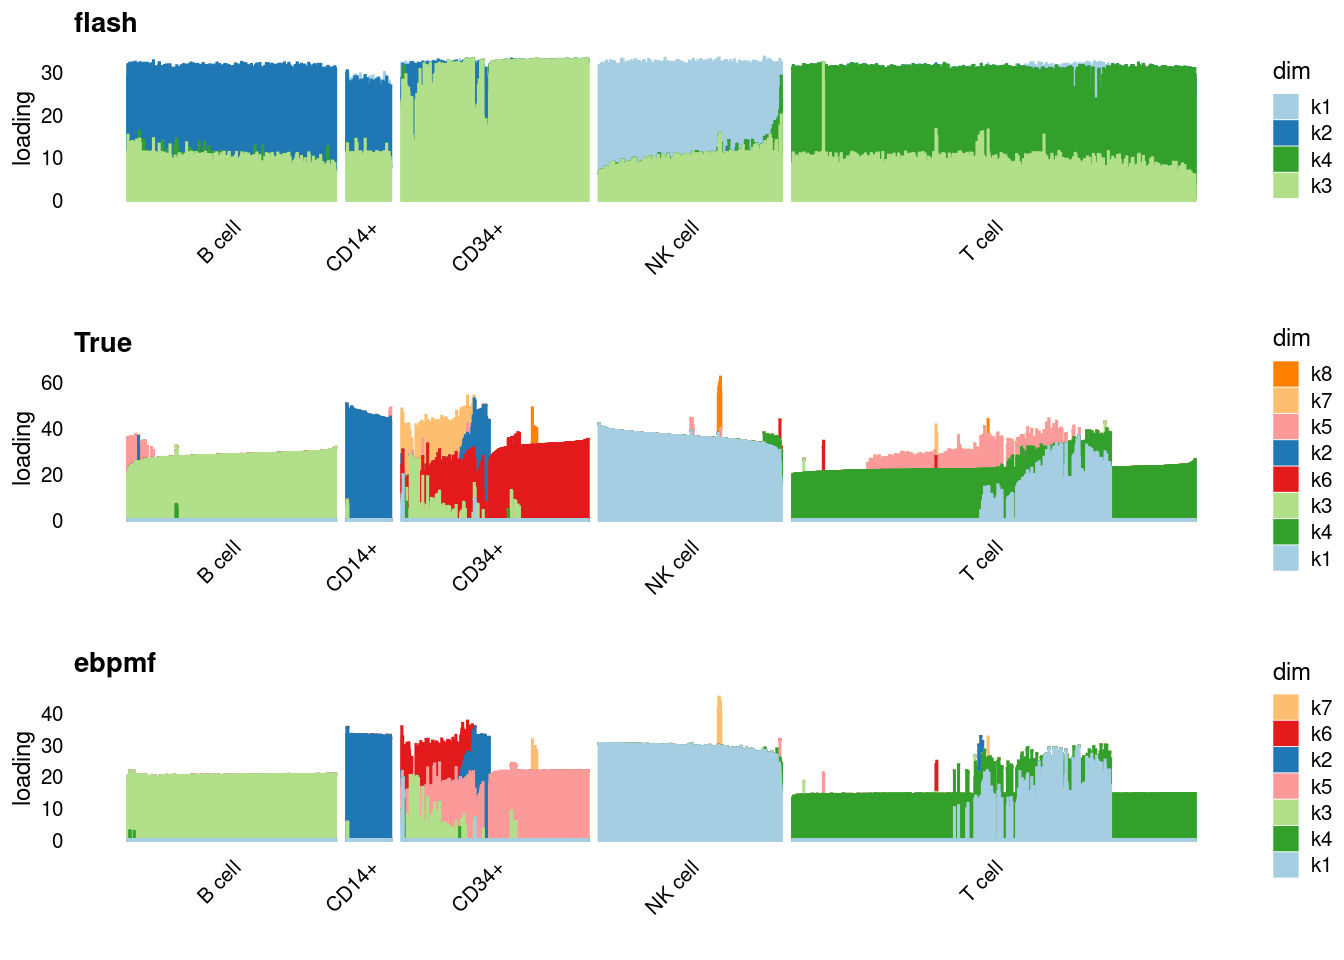 flash
loading
30
20
10
0
B cell
CD14+
CD34+
NK cell
T cell
dim
k1
k2
k4
k3
True
loading
60
40
20
0
B cell
CD14+
CD34+
NK cell
T cell
dim
k8
k7
k5
k2
k6
k3
k4
k1
ebpmf
loading
40
30
20
10
0
B cell
CD14+
CD34+
NK cell
T cell
dim
k7
k6
k2
k5
k3
k4
k1